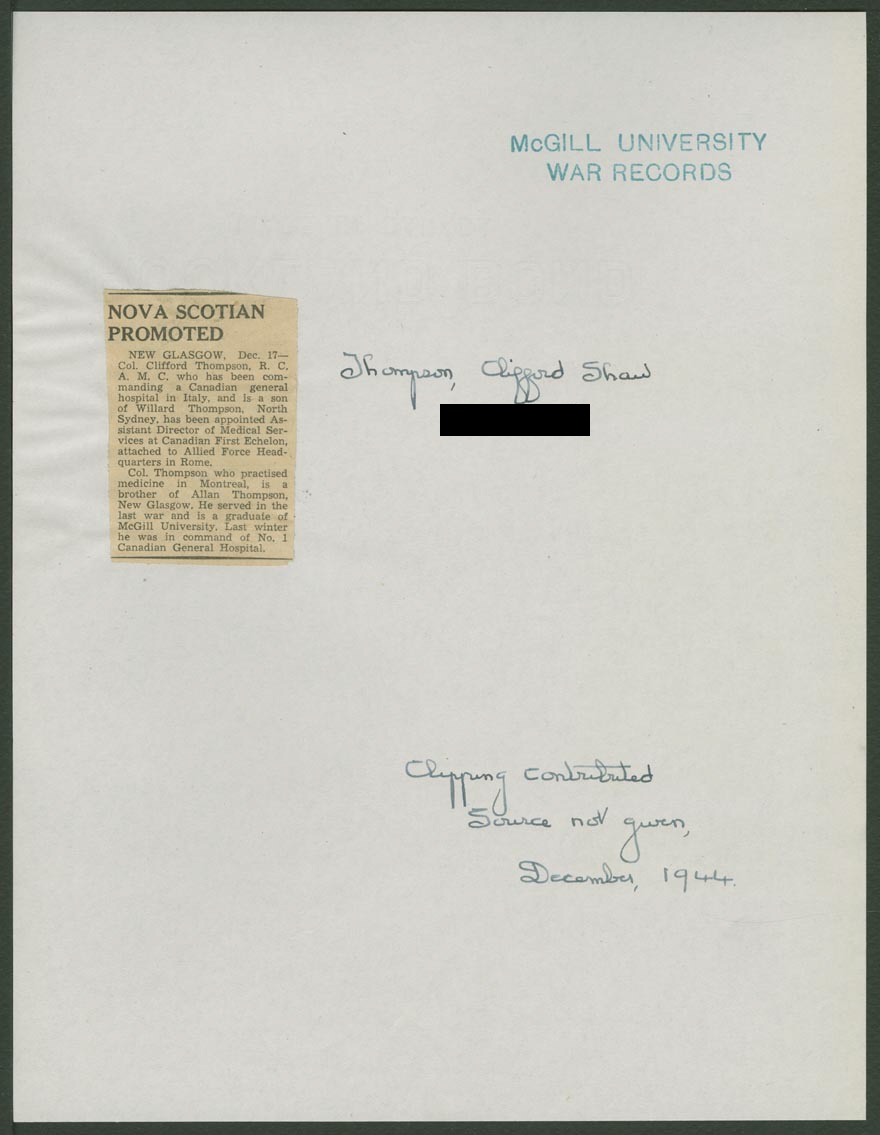 McGILL UNIVERSITY
WAR RECORDS
NOVA SCOTIAN
PROMOTED
NEW GLASGOW, Dec. 17—
Col. Clifford Thompson, R. C.
A. M. C. who has been com-
manding a Canadian general
hospital in Italy, and is a son
of Willard Thompson, North
Sydney, has been appointed As-
sistant Director of Medical Ser-
vices at Canadian First Echelon,
attached to Allied Force Head-
quarters in Rome.
Col. Thompson who practised
medicine in Montreal, is a
brother of Allan Thompson,
New Glasgow. He served in the
last war and is a graduate of
McGill University. Last winter
he was in command of No. 1
Canadian General Hospital.
Thompson, Clifford Shaw
Clipping contributed
Source not given,
December, 1944.